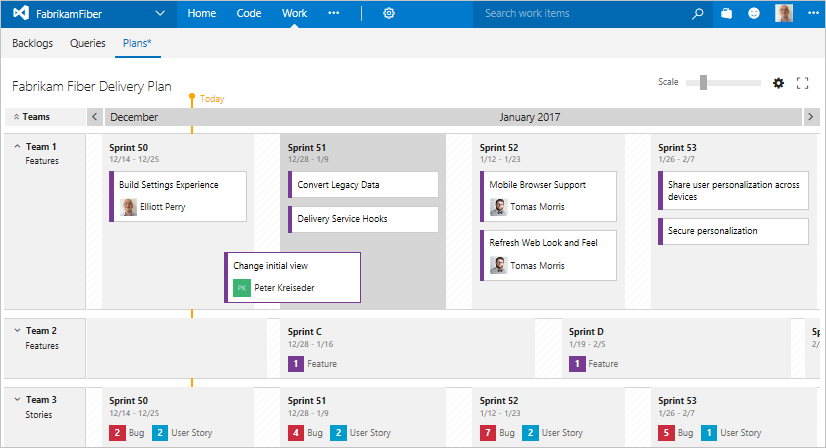 FabrikamFiber Home Code Work ••• Search work items •••
Backlogs Queries Plans*
Fabrikam Fiber Delivery Plan Scale
Today
Teams December January 2017
Team 1 Sprint 50 Sprint 51 Sprint 52 Sprint 53
Features 12/14 - 12/25 12/28 - 1/9 1/12 - 1/23 1/26 - 2/7
Build Settings Experience Convert Legacy Data Mobile Browser Support Share user personalization across
devices
Elliott Perry Tomas Morris
Delivery Service Hooks Secure personalization
Refresh Web Look and Feel
Tomas Morris
Change initial view
PK Peter Kreiseder
Team 2 Sprint C Sprint D Sp
Features 12/28 - 1/16 1/19 - 2/5 2/
1 Feature 1 Feature
Team 3 Sprint 50 Sprint 51 Sprint 52 Sprint 53
Stories 12/14 - 12/25 12/28 - 1/9 1/12 - 1/23 1/26 - 2/7
2 Bug 2 User Story 4 Bug 2 User Story 7 Bug 2 User Story 5 Bug 1 User Story